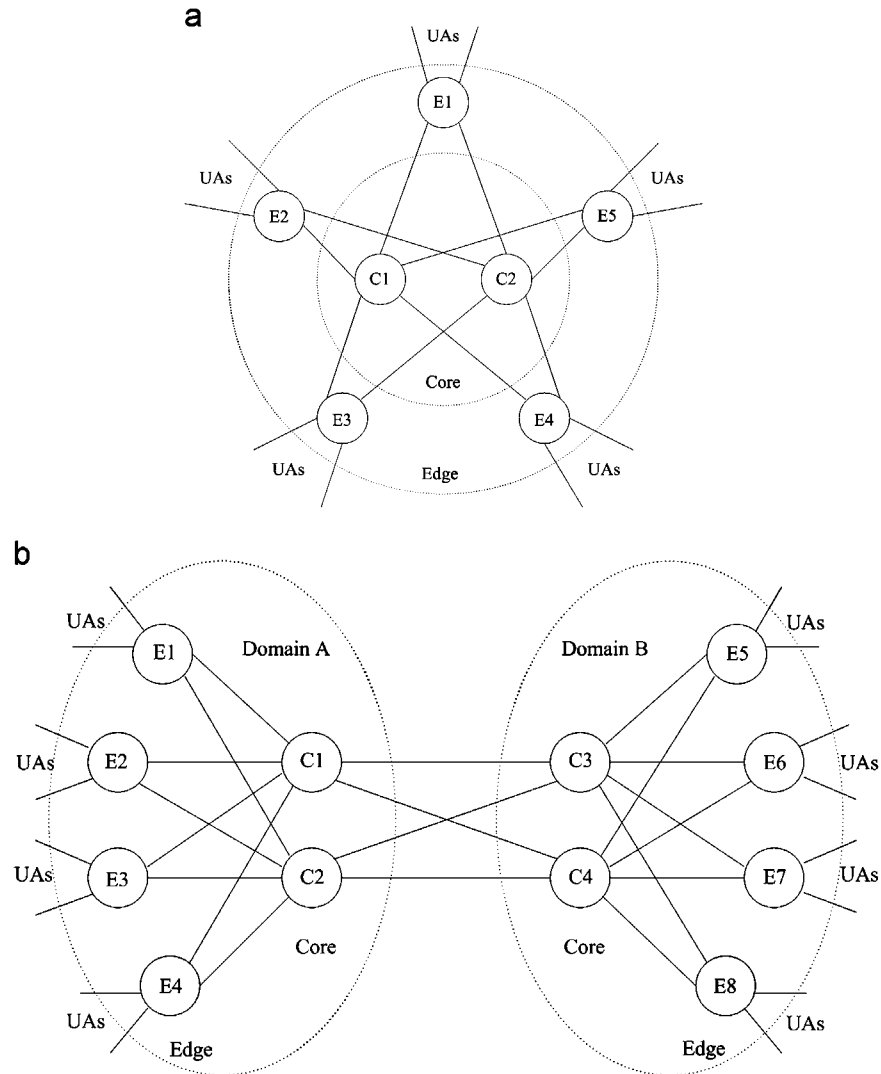 a
UAs
E1
UAs
UAs
E2
E5
C1
C2
Core
E3
E4
UAs
Edge
UAs
b
UAs
E1
Domain A
Domain B
E5
UAs
UAs
E2
C1
C3
E6
UAs
UAs
E3
C2
C4
E7
UAs
Core
Core
E4
E8
UAs
UAs
Edge
Edge